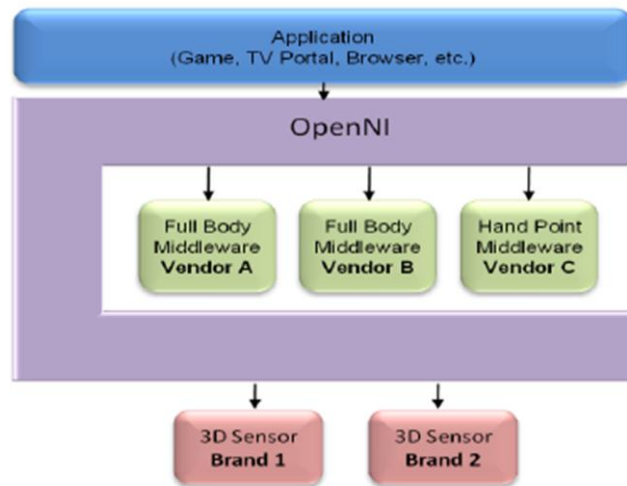 Application
(Game, TV Portal, Browser, etc.)
OpenNI
Full Body
Middleware
Vendor A
Full Body
Middleware
Vendor B
Hand Point
Middleware
Vendor C
3D Sensor
Brand 1
3D Sensor
Brand 2